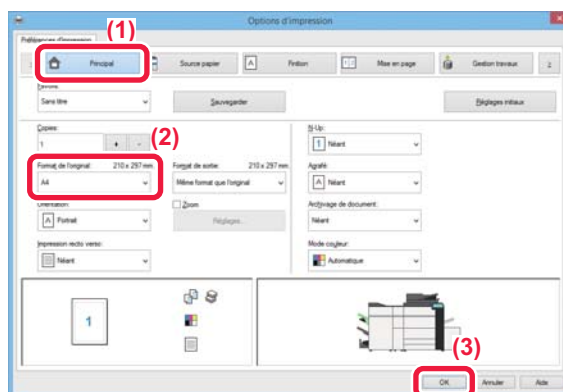 Options d'impression
Préférences d'impression
(1)
Principal Source papier Finition Mise en page Gestion travaux
Favoris:
Sans titre Sauvegarder Réglages initiaux
Copies: N-Up:
1 + - (2) 1 Néant
Format de l'original: 210 x 297 mm Format de sortie: 210 x 297 mm Agrafé:
A4 Même format que l'original A Néant
Orientation: Zoom Archivage de document:
A Portrait Réglages... Néant
Impression recto verso: Mode couleur:
Néant Automatique
1
(3)
OK Annuler Aide